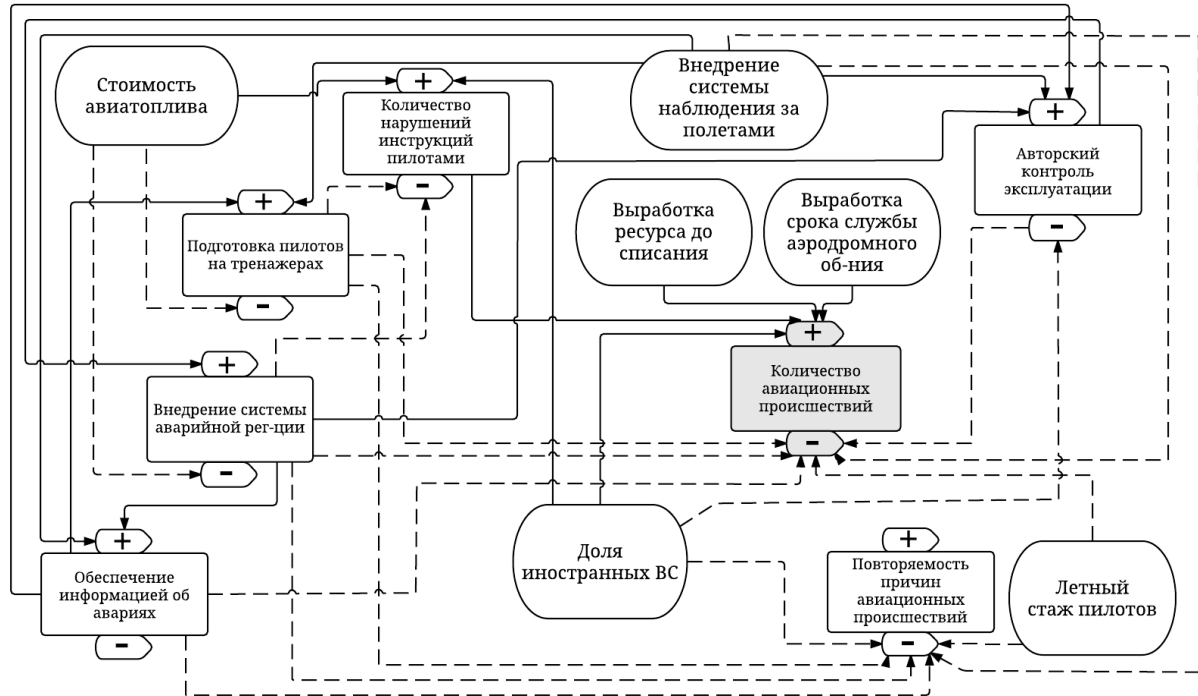 Стоимость
авиатоплива
+
Количество
нарушений
инструкций
пилотами
-
Внедрение
системы
наблюдения за
полетами
+
Авторский
контроль
эксплуатации
-
+
Подготовка пилотов
на тренажерах
-
Выработка
ресурса до
списания
Выработка
срока службы
аэродромного
об-ния
+
Количество
авиационных
происшествий
-
+
Внедрение системы
аварийной рег-ции
-
+
Обеспечение
информацией об
авариях
-
Доля
иностранных ВС
+
Повторяемость
причин
авиационных
происшествий
-
Летный
стаж пилотов